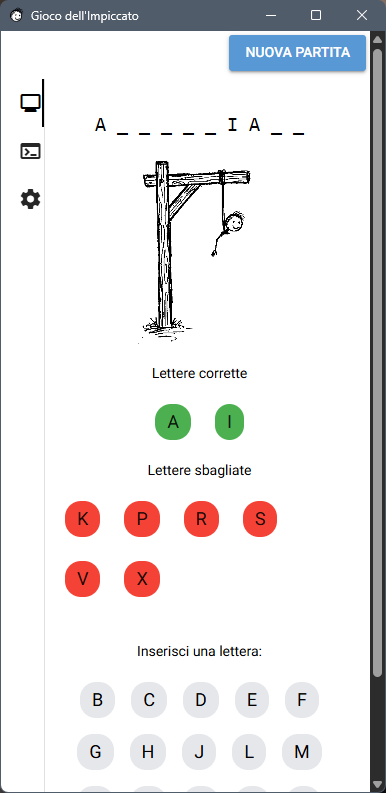 Gioco dell'Impiccato
NUOVA PARTITA
A _ _ _ _ _ I A _ _
Lettere corrette
A I
Lettere sbagliate
K P R S
V X
Inserisci una lettera:
B C D E F
G H J L M